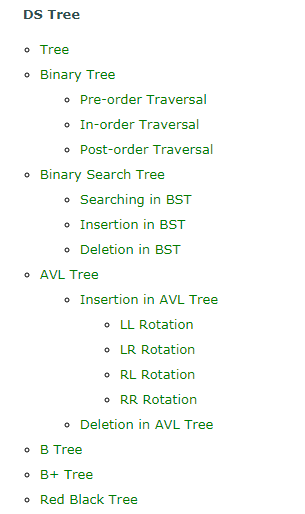 DS Tree
Tree
Binary Tree
Pre-order Traversal
In-order Traversal
Post-order Traversal
Binary Search Tree
Searching in BST
Insertion in BST
Deletion in BST
AVL Tree
Insertion in AVL Tree
LL Rotation
LR Rotation
RL Rotation
RR Rotation
Deletion in AVL Tree
B Tree
B+ Tree
Red Black Tree